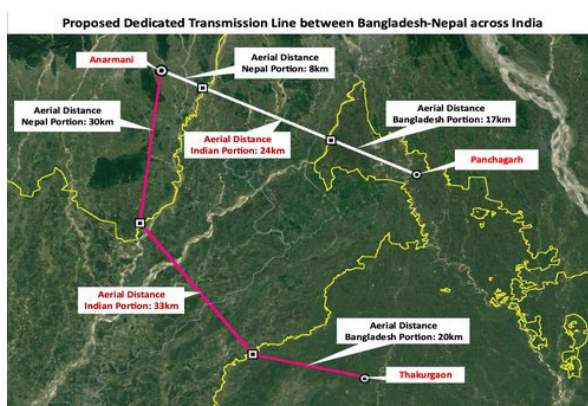 Proposed Dedicated Transmission Line between Bangladesh-Nepal across India
Anarmani
Aerial Distance
Nepal Portion: 8km
Aerial Distance
Nepal Portion: 30km
Aerial Distance
Indian Portion: 24km
Aerial Distance
Bangladesh Portion: 17km
Panchagarh
Aerial Distance
Indian Portion: 33km
Aerial Distance
Bangladesh Portion: 20km
Thakurgaon